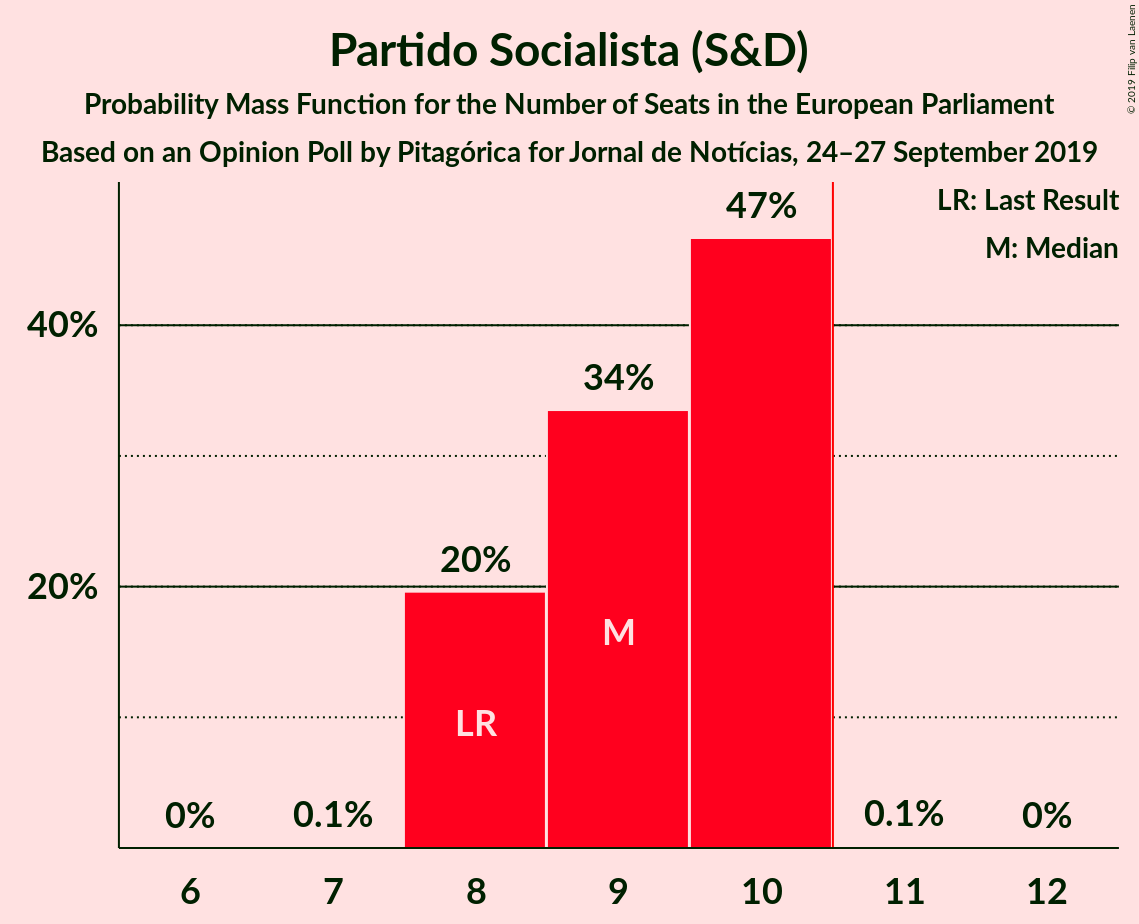 Partido Socialista (S&D)
Probability Mass Function for the Number of Seats in the European Parliament
Based on an Opinion Poll by Pitagórica for Jornal de Notícias, 24–27 September 2019
© 2019 Filip van Laenen
LR: Last Result
M: Median
47%
40%
34%
20%
20%
M
LR
0%
0.1%
0.1%
0%
6
7
8
9
10
11
12